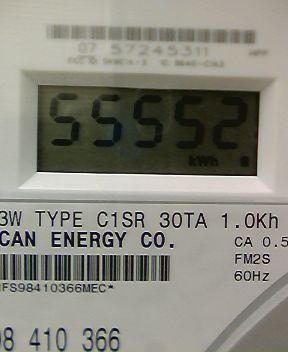 07 57245311
55552
kWh
3W TYPE C1SR 30TA 1.0Kh
CAN ENERGY CO.
CA 0.5
FM2S
60Hz
IFS98410366MEC*
98 410 366